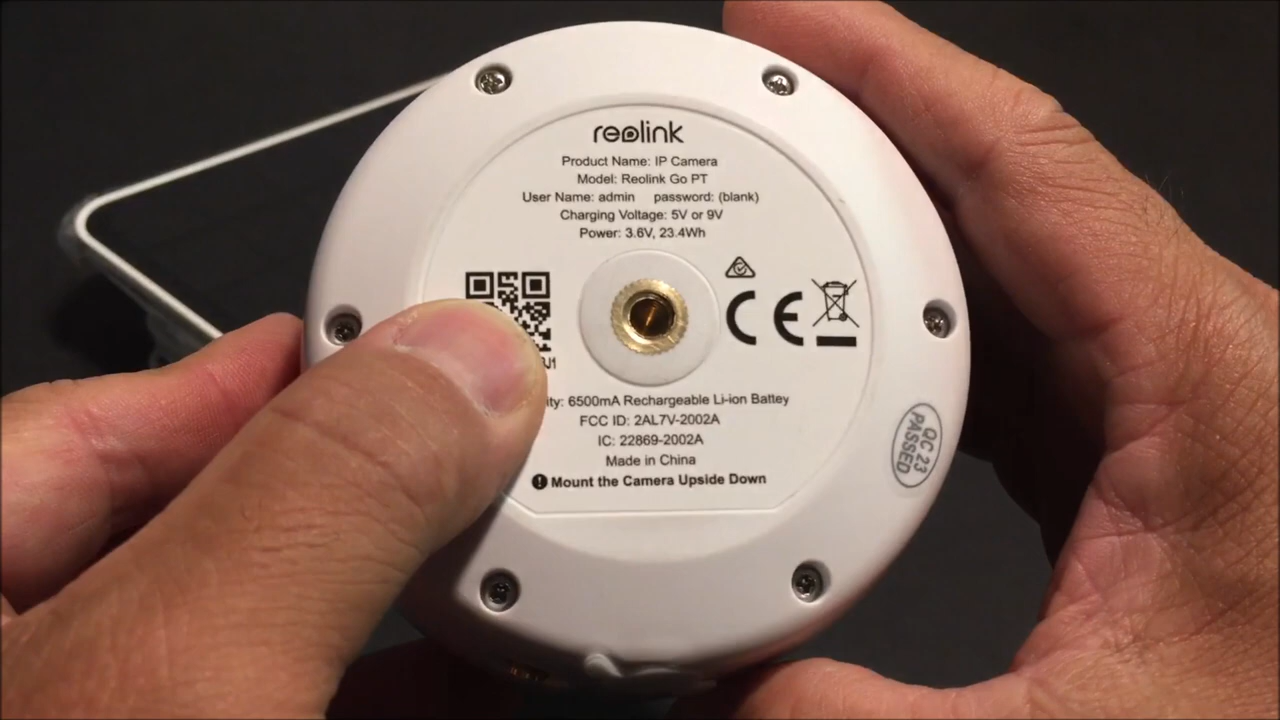 reolink
Product Name: IP Camera
Model: Reolink Go PT
User Name: admin password: (blank)
Charging Voltage: 5V or 9V
Power: 3.6V, 23.4Wh
CE
6500mA Rechargeable Li-ion Battey
FCC ID: 2AL7V-2002A
IC: 22869-2002A
Made in China
! Mount the Camera Upside Down
QC 23
PASSED